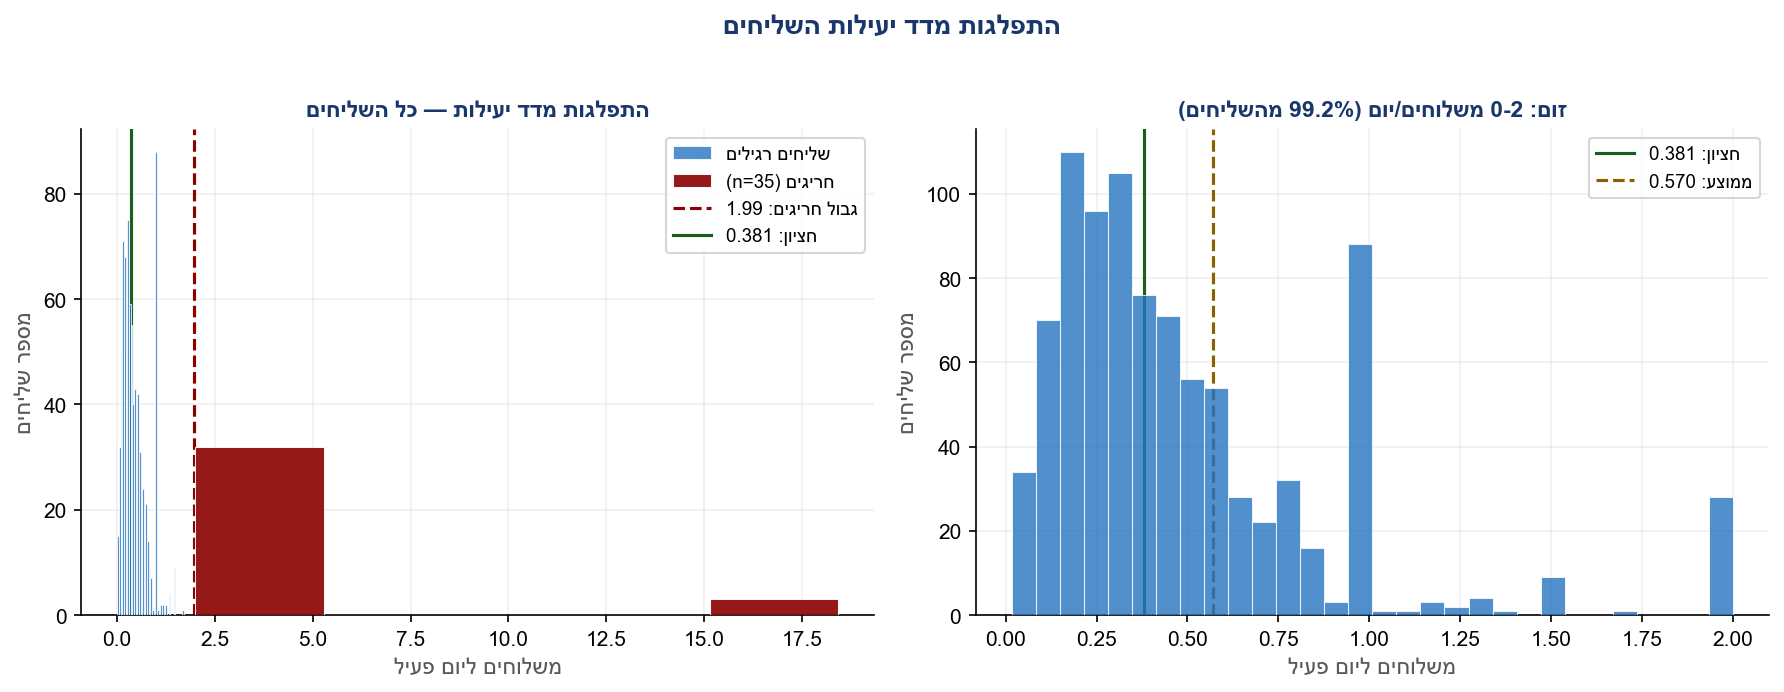 התפלגות מדד יעילות השליחים
התפלגות מדד יעילות — כל השליחים
שליחים רגילים
חריגים (n=35)
גבול חריגים: 1.99
חציון: 0.381
מספר שליחים
80
60
40
20
0
0.0 2.5 5.0 7.5 10.0 12.5 15.0 17.5
משלוחים ליום פעיל
זום: 0-2 משלוחים/יום (99.2% מהשליחים)
חציון: 0.381
ממוצע: 0.570
מספר שליחים
100
80
60
40
20
0
0.00 0.25 0.50 0.75 1.00 1.25 1.50 1.75 2.00
משלוחים ליום פעיל